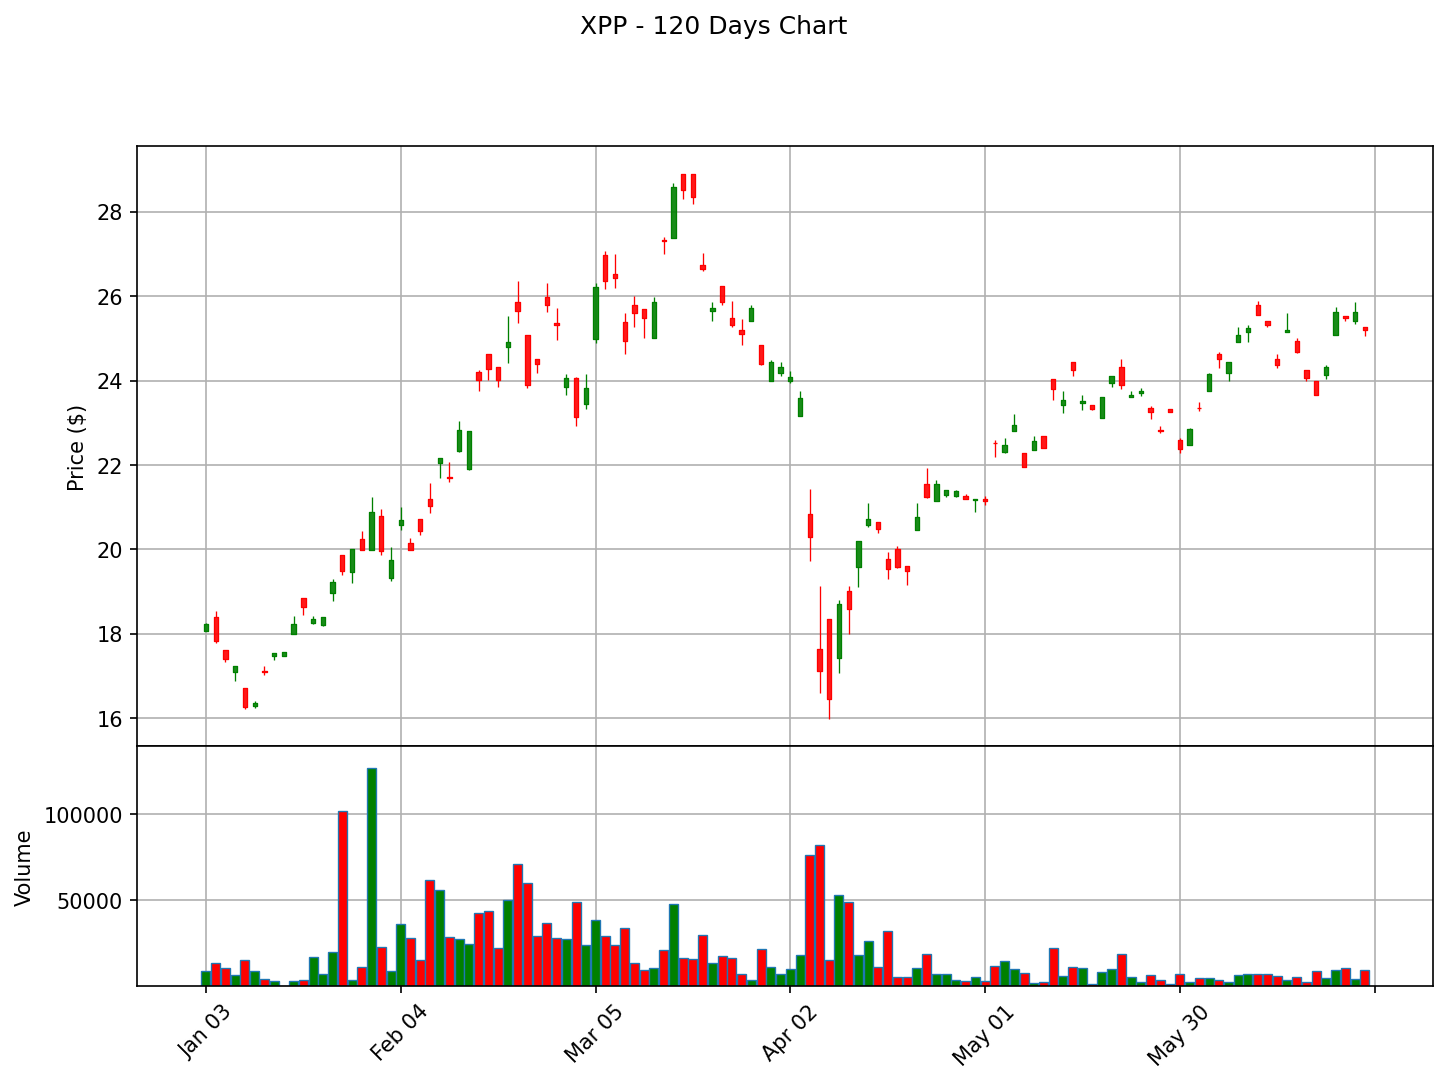 XPP - 120 Days Chart
Price ($)
28
26
24
22
20
18
16
Volume
100000
50000
Jan 03
Feb 04
Mar 05
Apr 02
May 01
May 30